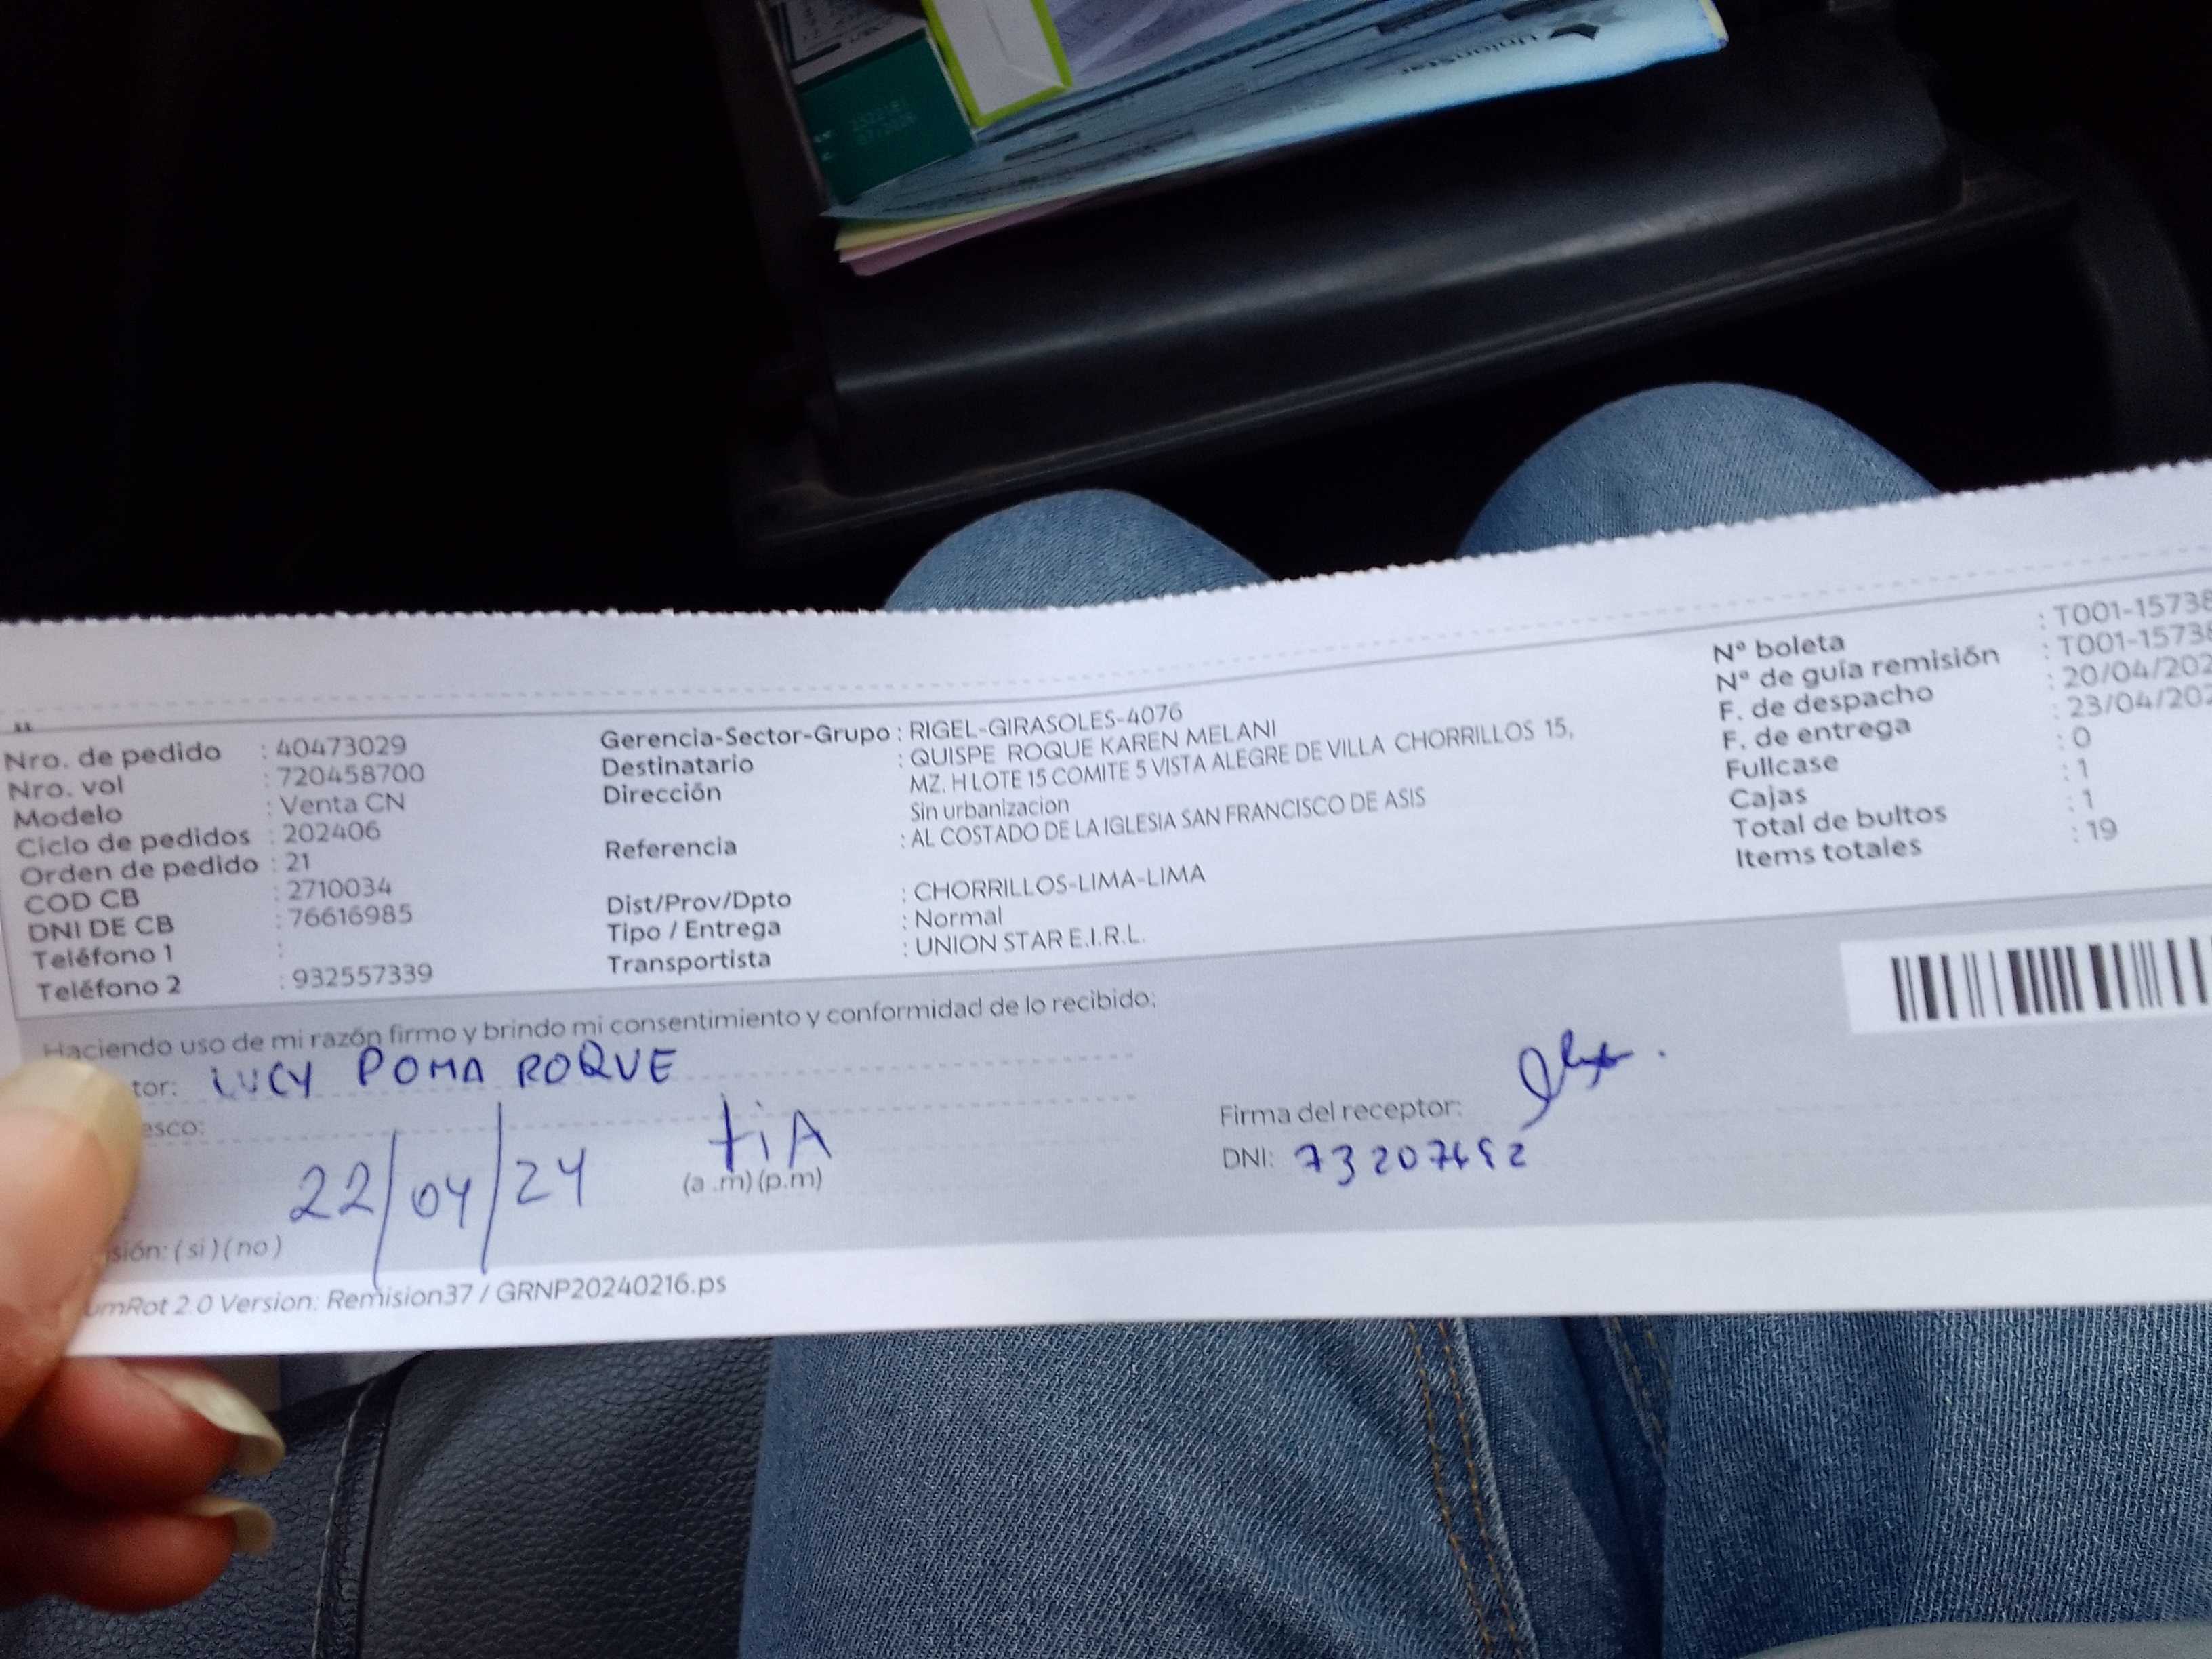 UnionStar
Nro. de pedido : 40473029
Nro. vol : 720458700
Modelo : Venta CN
Ciclo de pedidos : 202406
Orden de pedido : 21
COD CB : 2710034
DNI DE CB : 76616985
Teléfono 1 :
Teléfono 2 : 932557339
Gerencia-Sector-Grupo : RIGEL-GIRASOLES-4076
Destinatario : QUISPE ROQUE KAREN MELANI
Dirección MZ. H LOTE 15 COMITE 5 VISTA ALEGRE DE VILLA CHORRILLOS 15,
Sin urbanizacion
Referencia : AL COSTADO DE LA IGLESIA SAN FRANCISCO DE ASIS
Dist/Prov/Dpto : CHORRILLOS-LIMA-LIMA
Tipo / Entrega : Normal
Transportista : UNION STAR E.I.R.L.
Nº boleta : T001-15738
Nº de guía remisión : T001-15738
F. de despacho : 20/04/202
F. de entrega : 23/04/202
Fullcase : 0
Cajas : 1
Total de bultos : 1
Items totales : 19
Haciendo uso de mi razón firmo y brindo mi consentimiento y conformidad de lo recibido;
tor: LUCY POMA ROQUE
esco:
22/04/24 tiA
(a.m)(p.m)
sión: (si)(no)
Firma del receptor:
DNI:
omRot 2.0 Version: Remision37 / GRNP20240216.ps